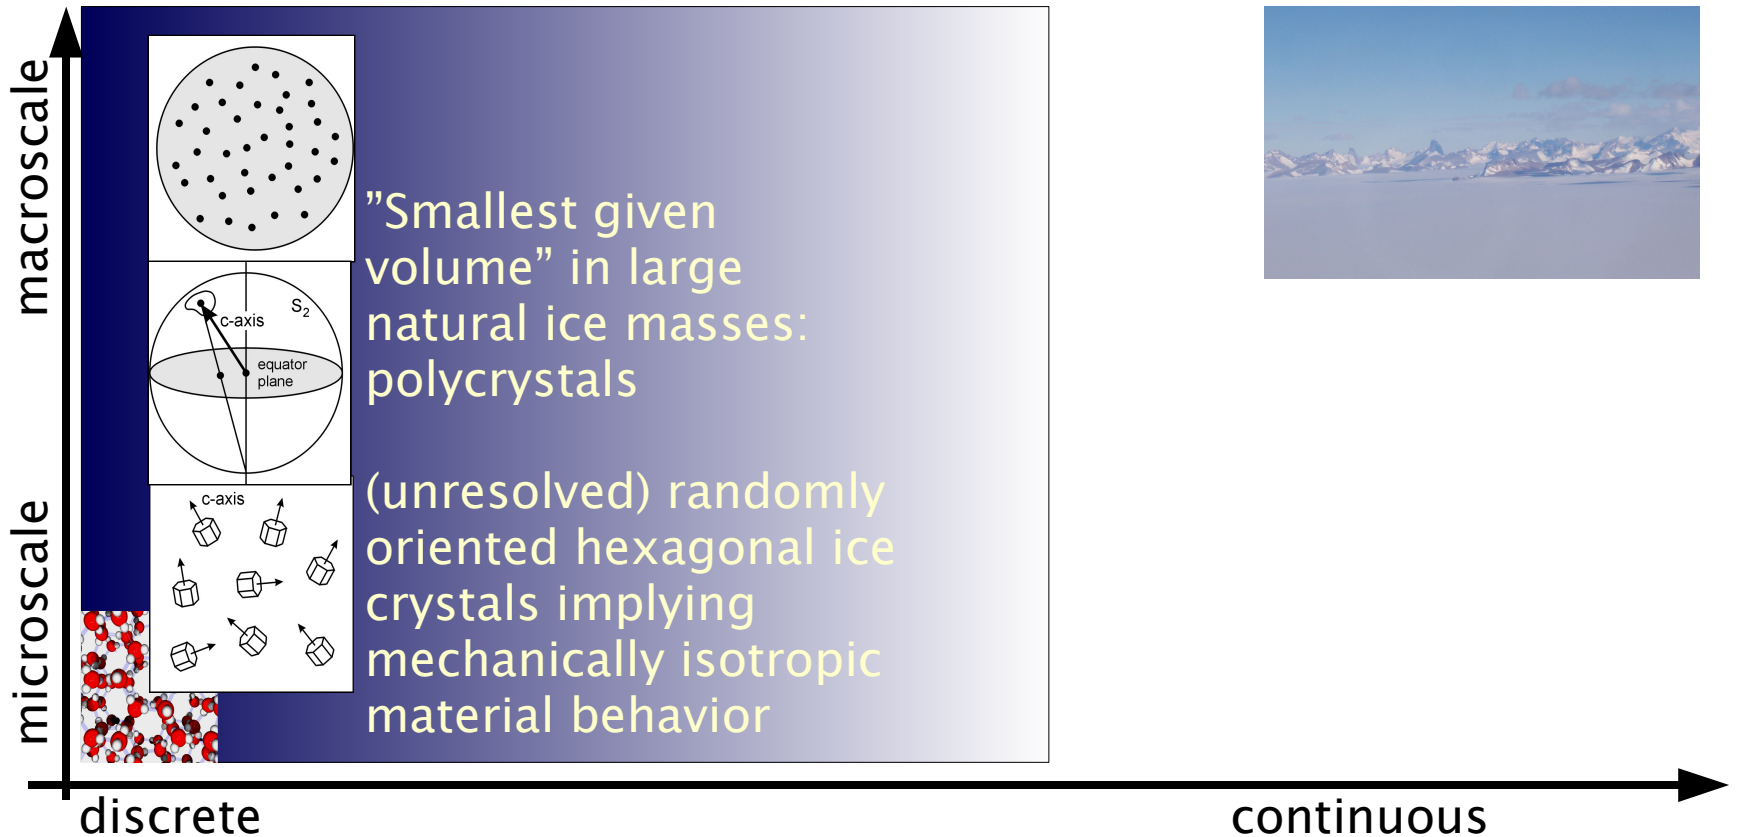 macroscale
microscale
S2
c-axis
equator
plane
c-axis
”Smallest given
volume” in large
natural ice masses:
polycrystals
(unresolved) randomly
oriented hexagonal ice
crystals implying
mechanically isotropic
material behavior
discrete
continuous